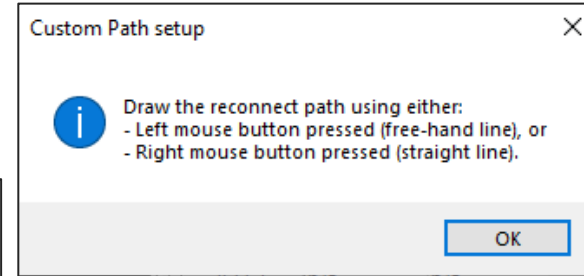 Custom Path setup
Draw the reconnect path using either:
- Left mouse button pressed (free-hand line), or
- Right mouse button pressed (straight line).
OK